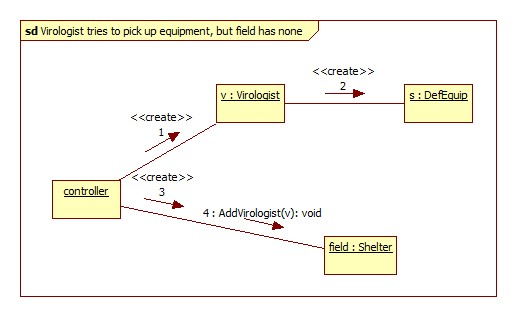 sd Virologist tries to pick up equipment, but field has none
<<create>>
2
v : Virologist
s : DefEquip
<<create>>
1
controller
<<create>>
3
4 : AddVirologist(v): void
field : Shelter